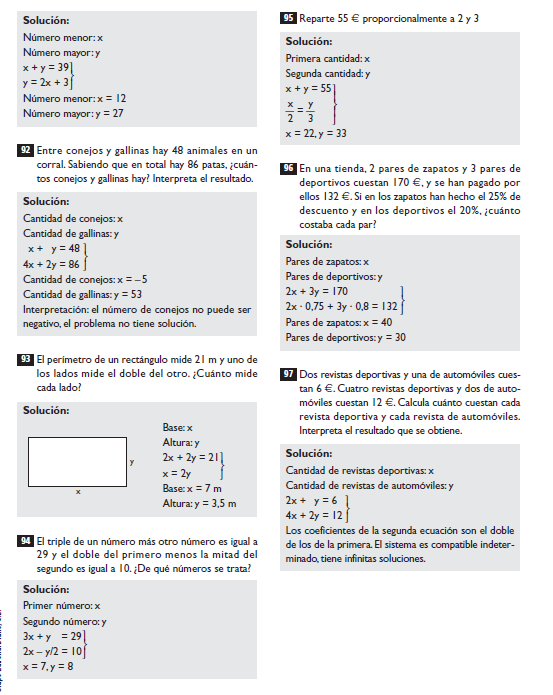 Solución:
Número menor: x
Número mayor: y
x + y = 39
y = 2x + 3
Número menor: x = 12
Número mayor: y = 27
92 Entre conejos y gallinas hay 48 animales en un
corral. Sabiendo que en total hay 86 patas, ¿cuán-
tos conejos y gallinas hay? Interpreta el resultado.
Solución:
Cantidad de conejos: x
Cantidad de gallinas: y
x + y = 48
4x + 2y = 86
Cantidad de conejos: x = –5
Cantidad de gallinas: y = 53
Interpretación: el número de conejos no puede ser
negativo, el problema no tiene solución.
93 El perímetro de un rectángulo mide 21 m y uno de
los lados mide el doble del otro. ¿Cuánto mide
cada lado?
Solución:
Base: x
Altura: y
2x + 2y = 21
x = 2y
Base: x = 7 m
Altura: y = 3,5 m
y
x
94 El triple de un número más otro número es igual a
29 y el doble del primero menos la mitad del
segundo es igual a 10. ¿De qué números se trata?
Solución:
Primer número: x
Segundo número: y
3x + y = 29
2x – y/2 = 10
x = 7, y = 8
95 Reparte 55 € proporcionalmente a 2 y 3
Solución:
Primera cantidad: x
Segunda cantidad: y
x + y = 55
x/2 = y/3
x = 22, y = 33
96 En una tienda, 2 pares de zapatos y 3 pares de
deportivos cuestan 170 €, y se han pagado por
ellos 132 €. Si en los zapatos han hecho el 25% de
descuento y en los deportivos el 20%, ¿cuánto
costaba cada par?
Solución:
Pares de zapatos: x
Pares de deportivos: y
2x + 3y = 170
2x · 0,75 + 3y · 0,8 = 132
Pares de zapatos: x = 40
Pares de deportivos: y = 30
97 Dos revistas deportivas y una de automóviles cues-
tan 6 €. Cuatro revistas deportivas y dos de auto-
móviles cuestan 12 €. Calcula cuánto cuestan cada
revista deportiva y cada revista de automóviles.
Interpreta el resultado que se obtiene.
Solución:
Cantidad de revistas deportivas: x
Cantidad de revistas de automóviles: y
2x + y = 6
4x + 2y = 12
Los coeficientes de la segunda ecuación son el doble
de los de la primera. El sistema es compatible indeter-
minado, tiene infinitas soluciones.